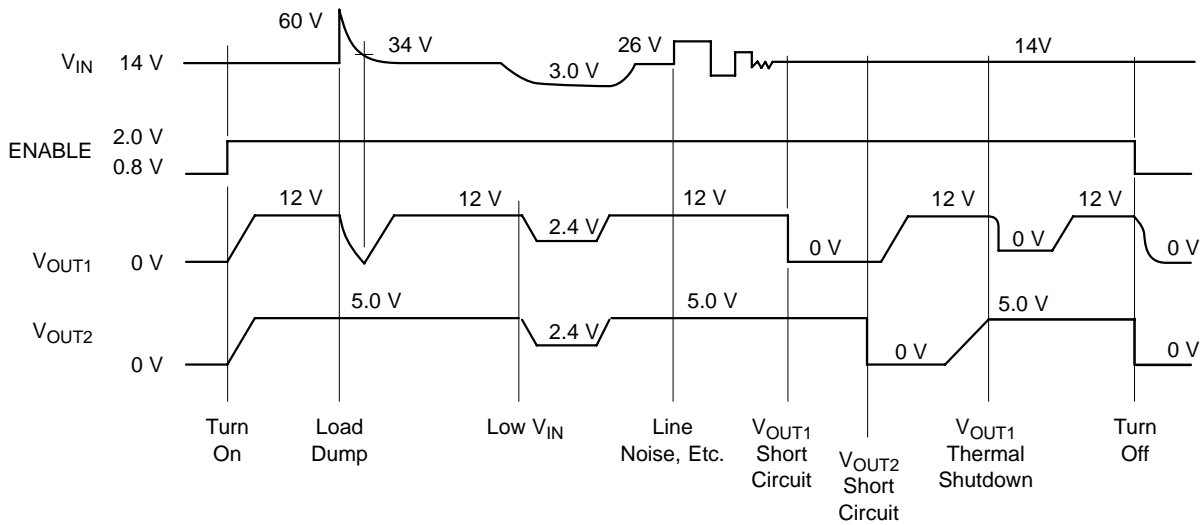 60 V
34 V
26 V
14V
V_IN 14 V
3.0 V
2.0 V
ENABLE
0.8 V
12 V 12 V 12 V 12 V 12 V
2.4 V
V_OUT1 0 V 0 V 0 V 0 V
5.0 V 5.0 V 5.0 V
V_OUT2 2.4 V
0 V 0 V 0 V
Turn On
Load Dump
Low V_IN
Line Noise, Etc.
V_OUT1 Short Circuit
V_OUT2 Short Circuit
V_OUT1 Thermal Shutdown
Turn Off